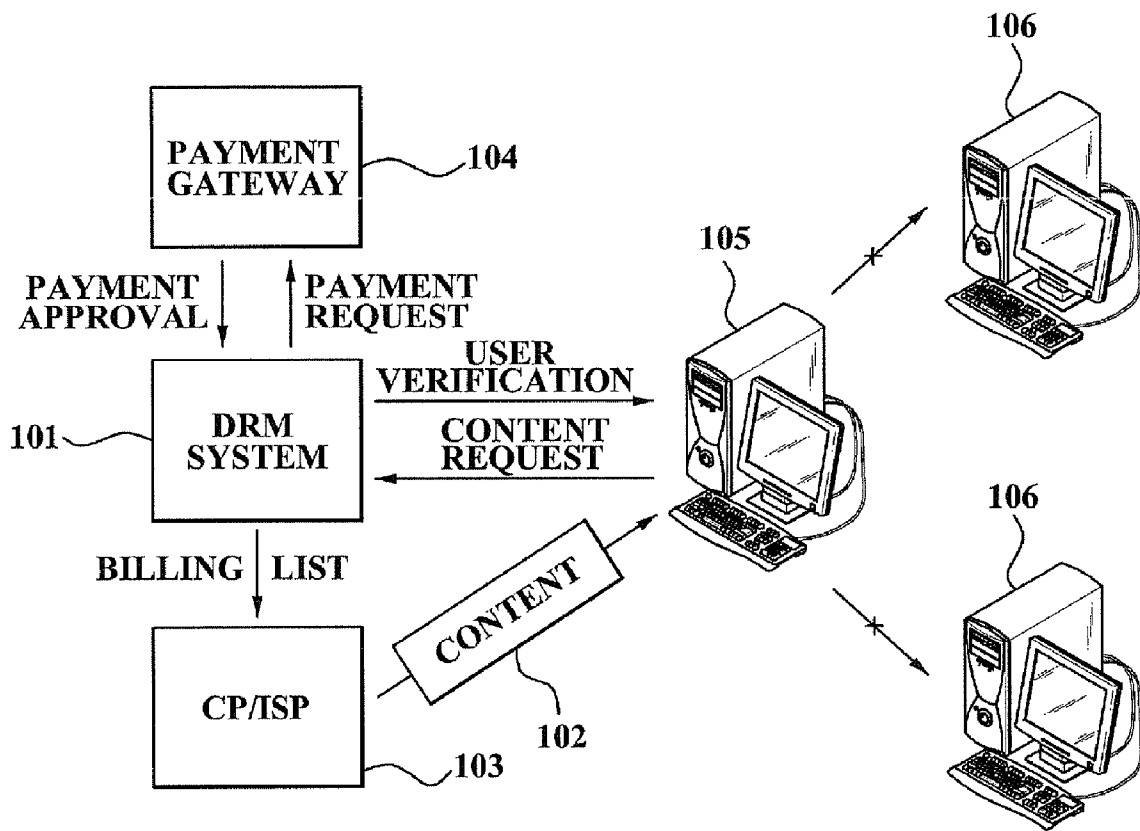 106
PAYMENT
GATEWAY
104
105
PAYMENT
APPROVAL
PAYMENT
REQUEST
USER
VERIFICATION
101
DRM
SYSTEM
CONTENT
REQUEST
106
BILLING LIST
CONTENT
CP/ISP
102
103